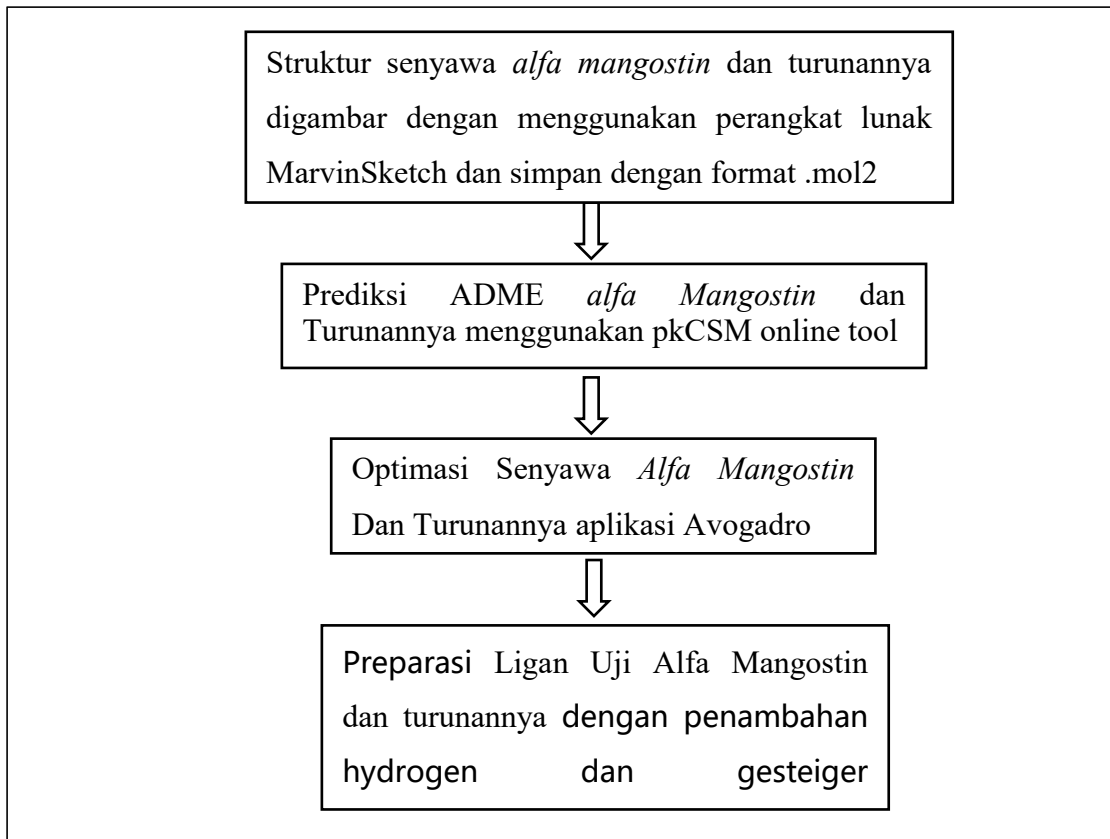 Struktur senyawa alfa mangostin dan turunannya
digambar dengan menggunakan perangkat lunak
MarvinSketch dan simpan dengan format .mol2
Prediksi ADME alfa Mangostin dan
Turunannya menggunakan pkCSM online tool
Optimasi Senyawa Alfa Mangostin
Dan Turunannya aplikasi Avogadro
Preparasi Ligan Uji Alfa Mangostin
dan turunannya dengan penambahan
hydrogen dan gesteiger